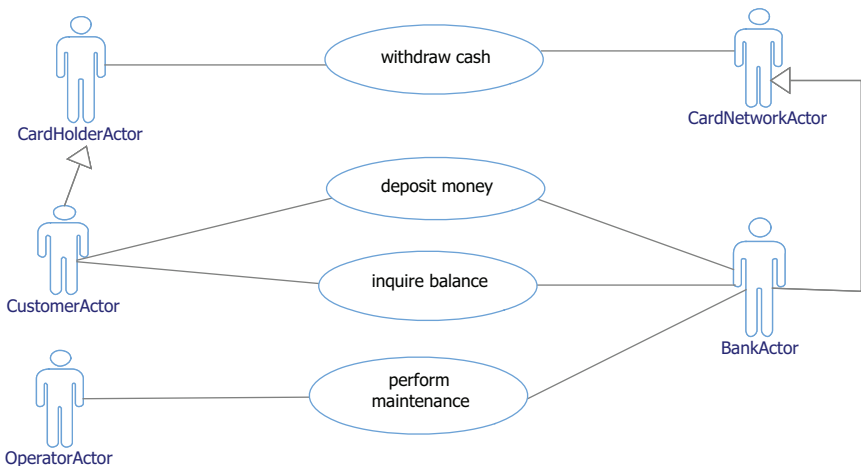 withdraw cash
CardHolderActor
CardNetworkActor
deposit money
inquire balance
CustomerActor
BankActor
perform
maintenance
OperatorActor